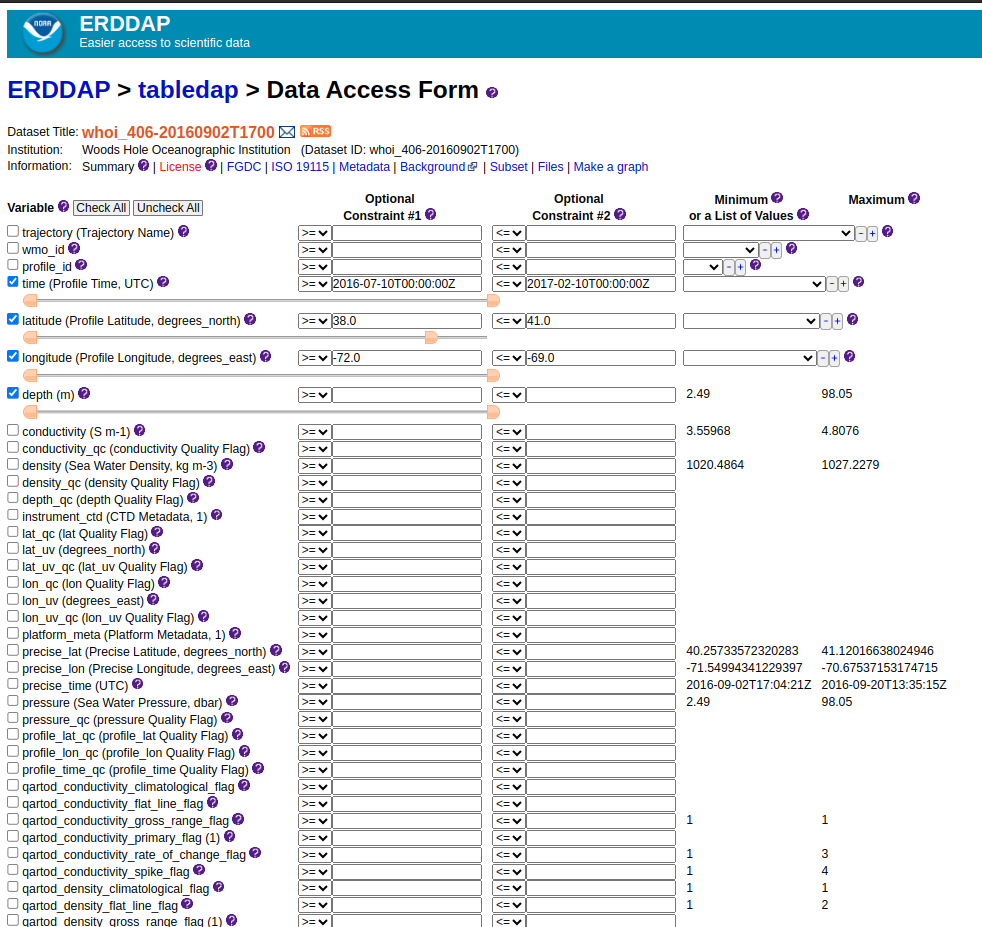 NOAA
ERDDAP
Easier access to scientific data
ERDDAP > tabledap > Data Access Form ?
Dataset Title: whoi_406-20160902T1700 RSS
Institution: Woods Hole Oceanographic Institution (Dataset ID: whoi_406-20160902T1700)
Information: Summary ? | License ? | FGDC | ISO 19115 | Metadata | Background | Subset | Files | Make a graph
Optional Optional Minimum ? Maximum ?
Variable ? Check All Uncheck All Constraint #1 ? Constraint #2 ? or a List of Values ?
trajectory (Trajectory Name) ? >= <= - + ?
wmo_id ? >= <= - + ?
profile_id ? >= <= - + ?
time (Profile Time, UTC) ? >= 2016-07-10T00:00:00Z <= 2017-02-10T00:00:00Z - + ?
latitude (Profile Latitude, degrees_north) ? >= 38.0 <= 41.0 - + ?
longitude (Profile Longitude, degrees_east) ? >= -72.0 <= -69.0 - + ?
depth (m) ? >= <= 2.49 98.05
conductivity (S m-1) ? >= <= 3.55968 4.8076
conductivity_qc (conductivity Quality Flag) ? >= <=
density (Sea Water Density, kg m-3) ? >= <= 1020.4864 1027.2279
density_qc (density Quality Flag) ? >= <=
depth_qc (depth Quality Flag) ? >= <=
instrument_ctd (CTD Metadata, 1) ? >= <=
lat_qc (lat Quality Flag) ? >= <=
lat_uv (degrees_north) ? >= <=
lat_uv_qc (lat_uv Quality Flag) ? >= <=
lon_qc (lon Quality Flag) ? >= <=
lon_uv (degrees_east) ? >= <=
lon_uv_qc (lon_uv Quality Flag) ? >= <=
platform_meta (Platform Metadata, 1) ? >= <=
precise_lat (Precise Latitude, degrees_north) ? >= <= 40.25733572320283 41.12016638024946
precise_lon (Precise Longitude, degrees_east) ? >= <= -71.54994341229397 -70.67537153174715
precise_time (UTC) ? >= <= 2016-09-02T17:04:21Z 2016-09-20T13:35:15Z
pressure (Sea Water Pressure, dbar) ? >= <= 2.49 98.05
pressure_qc (pressure Quality Flag) ? >= <=
profile_lat_qc (profile_lat Quality Flag) ? >= <=
profile_lon_qc (profile_lon Quality Flag) ? >= <=
profile_time_qc (profile_time Quality Flag) ? >= <=
qartod_conductivity_climatological_flag ? >= <=
qartod_conductivity_flat_line_flag ? >= <=
qartod_conductivity_gross_range_flag ? >= <= 1 1
qartod_conductivity_primary_flag (1) ? >= <=
qartod_conductivity_rate_of_change_flag ? >= <= 1 3
qartod_conductivity_spike_flag ? >= <= 1 4
qartod_density_climatological_flag ? >= <= 1 1
qartod_density_flat_line_flag ? >= <= 1 2
qartod_density_gross_range_flag (1) ? >= <=